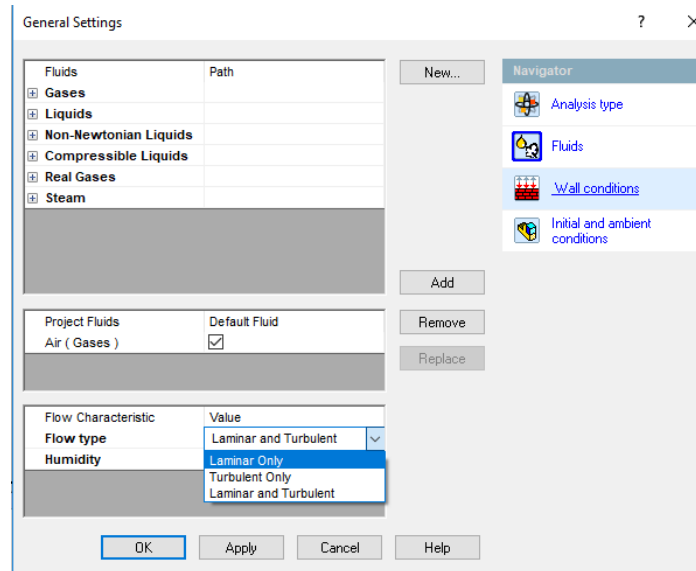 General Settings
?
Fluids Path
Gases
Liquids
Non-Newtonian Liquids
Compressible Liquids
Real Gases
Steam
New...
Add
Project Fluids Default Fluid
Air ( Gases )
Remove
Replace
Flow Characteristic Value
Flow type Laminar and Turbulent
Humidity
Laminar Only
Turbulent Only
Laminar and Turbulent
OK Apply Cancel Help
Navigator
Analysis type
Fluids
Wall conditions
Initial and ambient
conditions